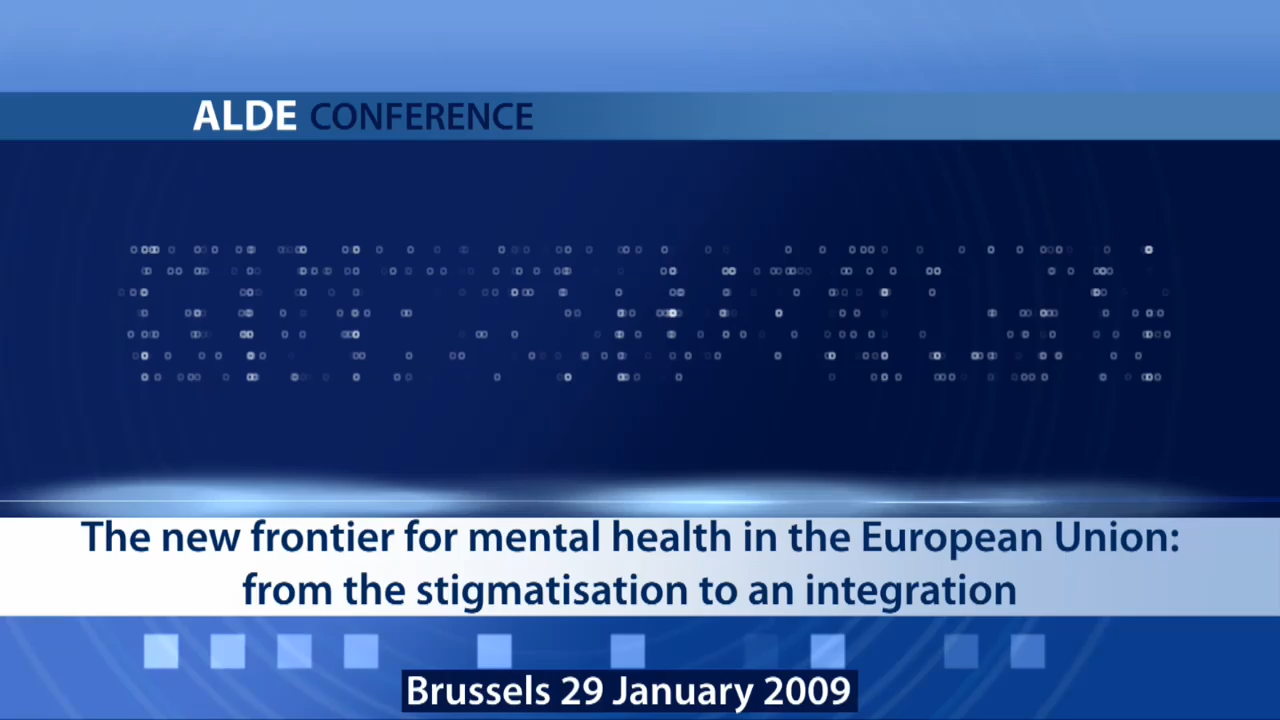 ALDE CONFERENCE
The new frontier for mental health in the European Union:
from the stigmatisation to an integration
Brussels 29 January 2009